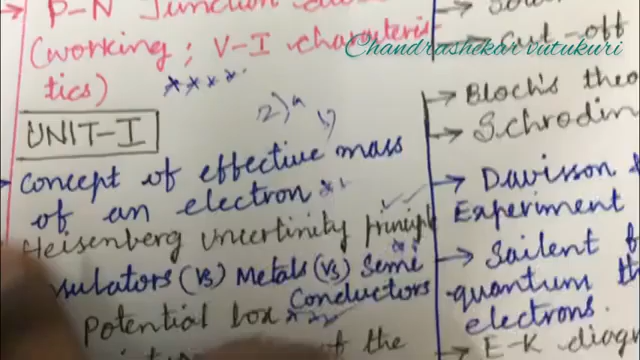 P-N Junction
(working; V-I characteris
tics) ****
UNIT-I
concept of effective mass
of an electron **
Heisenberg uncertinity principle
sulators (vs) Metals (vs) Semi
Conductors
potential box
the
Chandrashekar vutukuri
→ Cut-off
→ Bloch's theo
→ Schrodin
→ Davisson
Experiment
→ Sailent
quantum th
electrons.
→ E-K diag